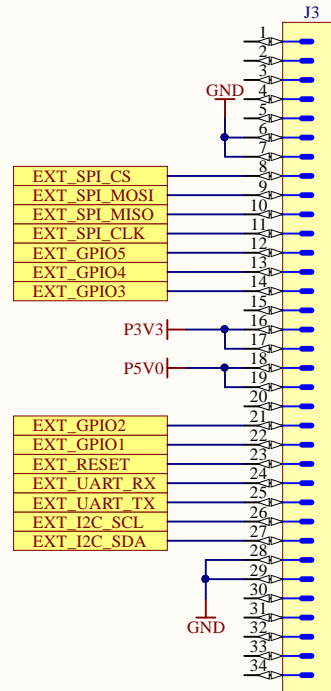 J3
1
2
3
GND
4
5
6
7
EXT_SPI_CS 8
EXT_SPI_MOSI 9
EXT_SPI_MISO 10
EXT_SPI_CLK 11
EXT_GPIO5 12
EXT_GPIO4 13
EXT_GPIO3 14
15
P3V3 16
17
P5V0 18
19
20
EXT_GPIO2 21
EXT_GPIO1 22
EXT_RESET 23
EXT_UART_RX 24
EXT_UART_TX 25
EXT_I2C_SCL 26
EXT_I2C_SDA 27
28
29
30
31
GND
32
33
34